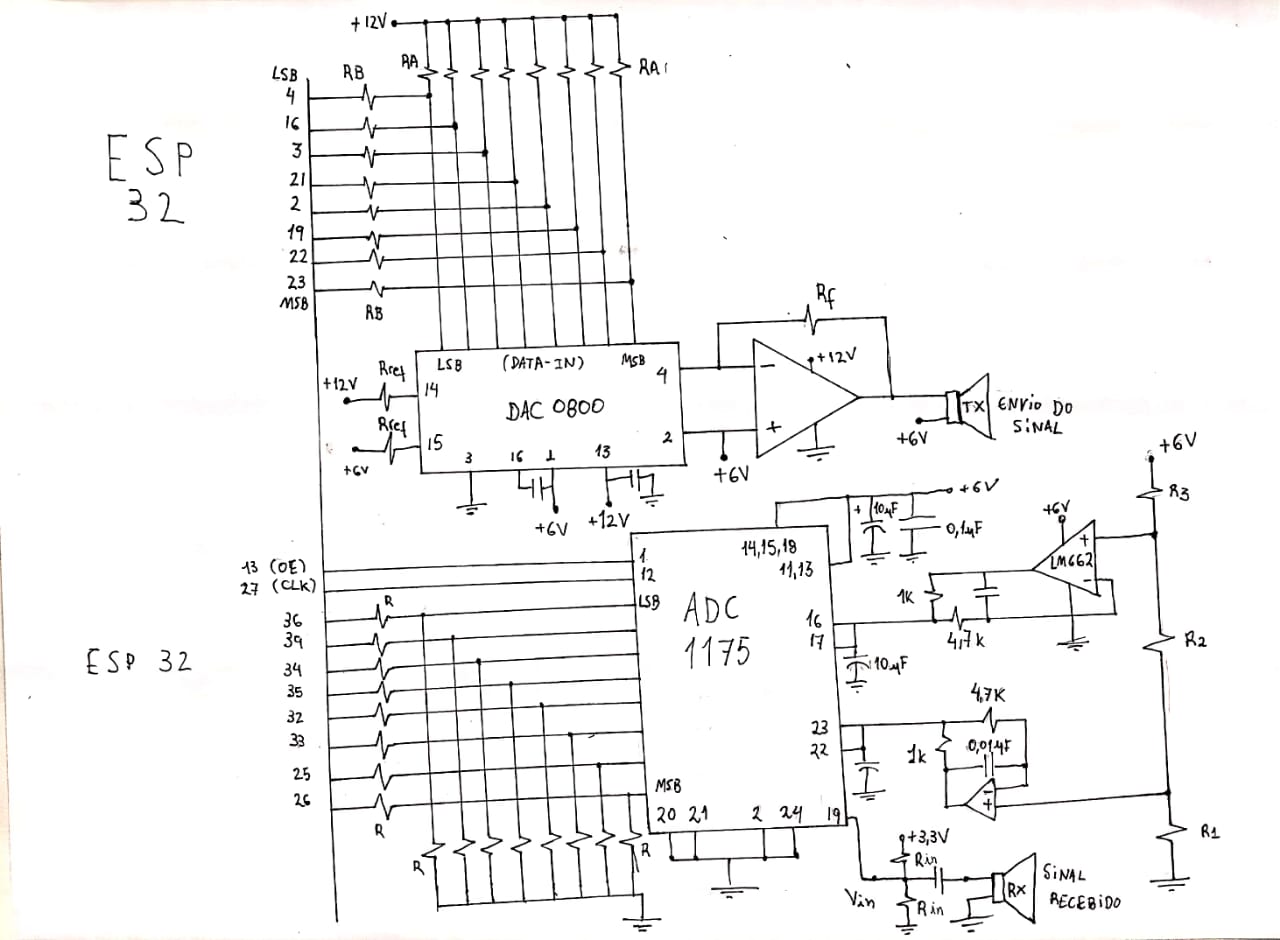 +12V
RA
RA
LSB
RB
4
16
3
21
2
19
22
23
MSB
RB
ESP
32
Rf
LSB
(DATA-IN)
MSB
DAC 0800
+12V
Rref
14
Rref
15
+6V
3
16
1
13
4
2
+6V
+12V
-
+
+12V
+6V
+6V
TX
ENVIO DO
SINAL
+6V
R3
+6V
+
10µF
0,1µF
13 (OE)
27 (CLK)
36
39
34
35
32
33
25
26
R
R
R
R
ESP 32
1
12
LSB
MSB
ADC
1175
14,15,18
11,13
16
17
23
22
20
21
2
24
19
+6V
LM662
+
-
1K
4,7K
10µF
R2
4,7K
1K
0,01µF
-
+
R1
+3,3V
Rin
Vin
Rin
RX
SINAL
RECEBIDO